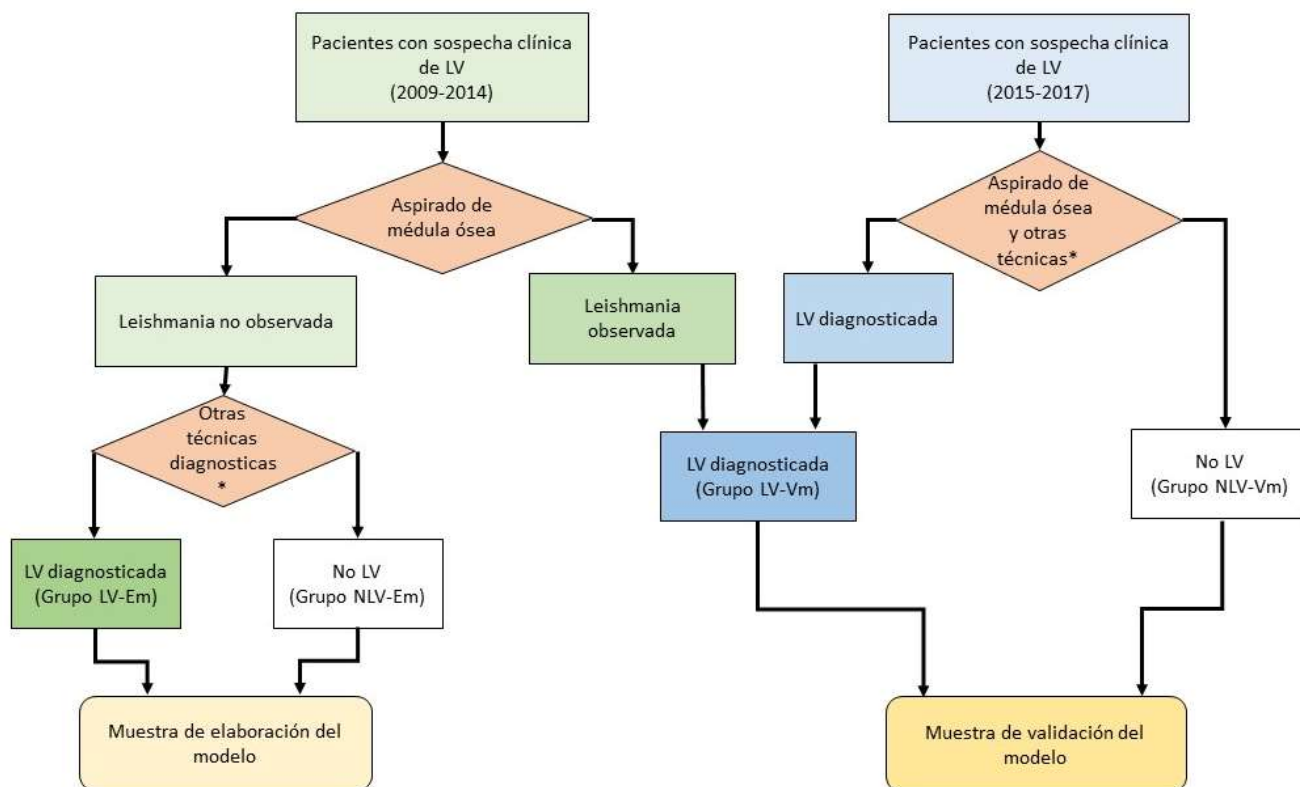 Pacientes con sospecha clínica
de LV
(2009-2014)
Pacientes con sospecha clínica
de LV
(2015-2017)
Aspirado de
médula ósea
Aspirado de
médula ósea
y otras
técnicas*
Leishmania no observada
Leishmania
observada
LV diagnosticada
Otras
técnicas
diagnosticas
*
LV diagnosticada
(Grupo LV-Vm)
No LV
(Grupo NLV-Vm)
LV diagnosticada
(Grupo LV-Em)
No LV
(Grupo NLV-Em)
Muestra de elaboración del
modelo
Muestra de validación del
modelo